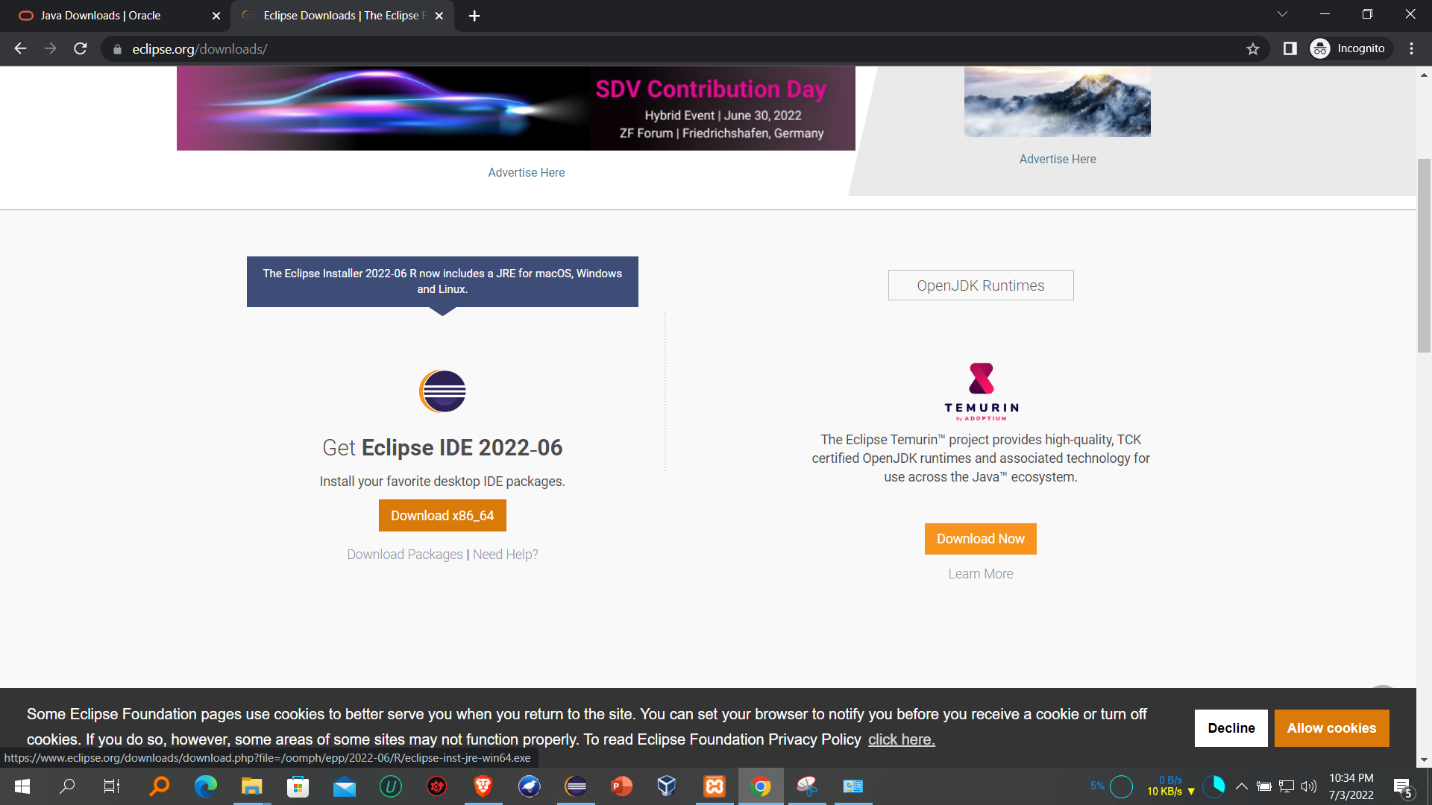 Java Downloads | Oracle
Eclipse Downloads | The Eclipse F
eclipse.org/downloads/
Incognito
SDV Contribution Day
Hybrid Event | June 30, 2022
ZF Forum | Friedrichshafen, Germany
Advertise Here
Advertise Here
The Eclipse Installer 2022-06 R now includes a JRE for macOS, Windows
and Linux.
OpenJDK Runtimes
TEMURIN
by ADOPTIUM
Get Eclipse IDE 2022-06
Install your favorite desktop IDE packages.
Download x86_64
Download Packages | Need Help?
The Eclipse Temurin™ project provides high-quality, TCK
certified OpenJDK runtimes and associated technology for
use across the Java™ ecosystem.
Download Now
Learn More
Some Eclipse Foundation pages use cookies to better serve you when you return to the site. You can set your browser to notify you before you receive a cookie or turn off
cookies. If you do so, however, some areas of some sites may not function properly. To read Eclipse Foundation Privacy Policy click here.
Decline
Allow cookies
https://www.eclipse.org/downloads/download.php?file=/oomph/epp/2022-06/R/eclipse-inst-jre-win64.exe
5%
0 B/s
10 KB/s
10:34 PM
7/3/2022
5